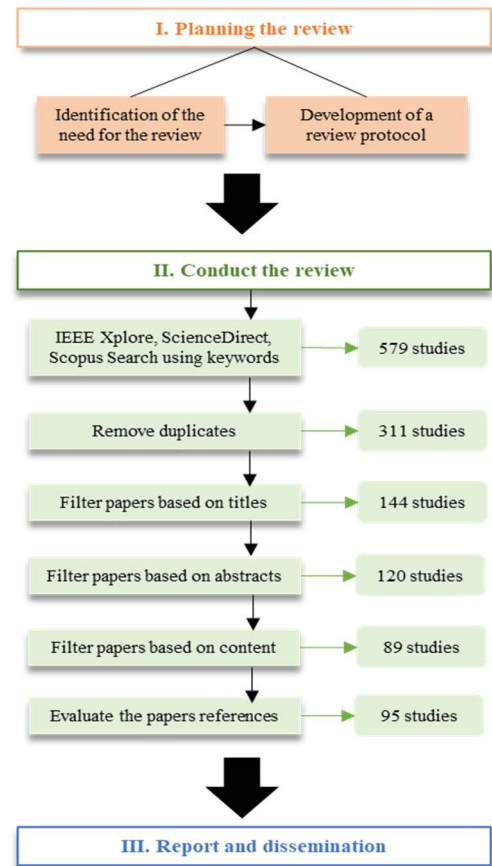 I. Planning the review
Identification of the
need for the review
Development of a
review protocol
II. Conduct the review
IEEE Xplore, ScienceDirect,
Scopus Search using keywords
579 studies
Remove duplicates
311 studies
Filter papers based on titles
144 studies
Filter papers based on abstracts
120 studies
Filter papers based on content
89 studies
Evaluate the papers references
95 studies
III. Report and dissemination